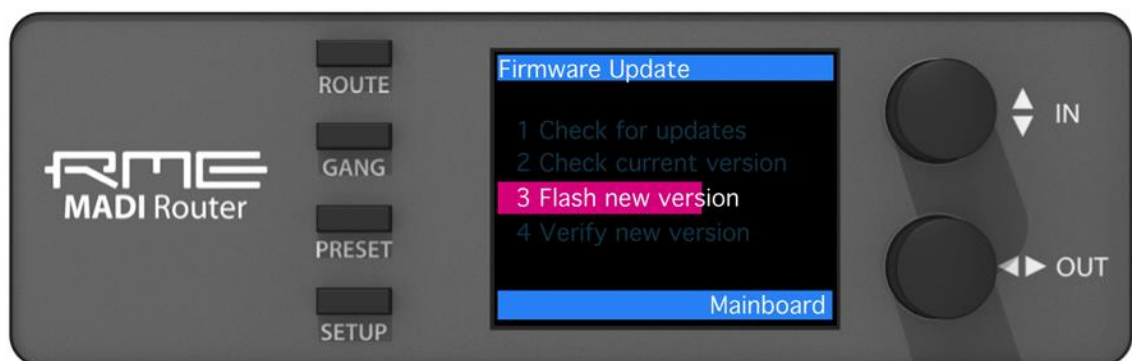 RME
MADI Router
ROUTE
GANG
PRESET
SETUP
Firmware Update
1 Check for updates
2 Check current version
3 Flash new version
4 Verify new version
Mainboard
IN
OUT